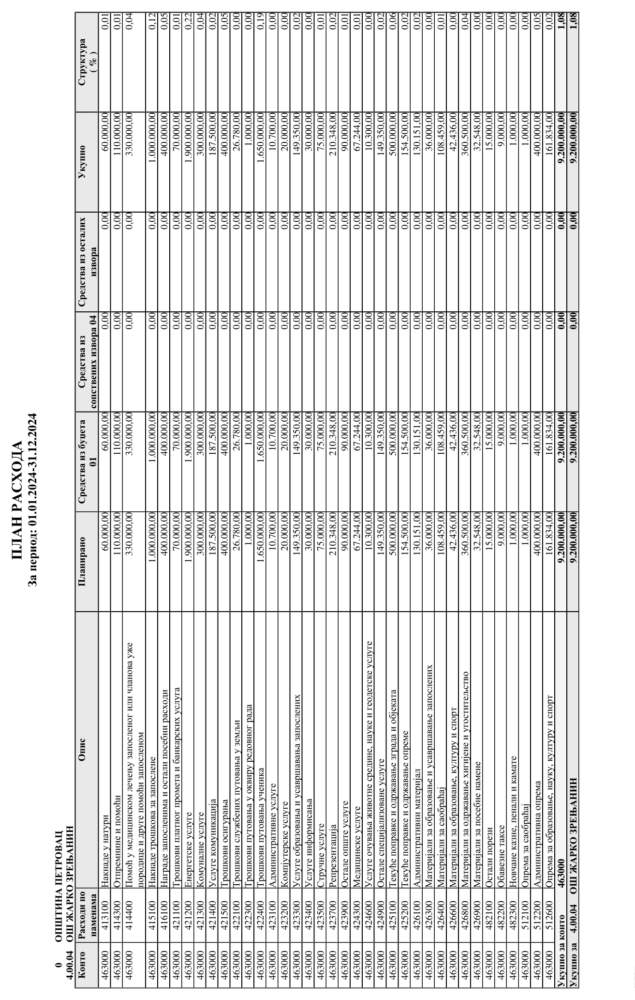 ПЛАН РАСХОДА
За период: 01.01.2024-31.12.2024
0 ОПШТИНА ПЕТРОВАЦ
4.00.04 ОШ ЖАРКО ЗРЕЊАНИН
Конто Расходи по наменама Опис Планирано Средства из буџета 01 Средства из сопствених извора 04 Средства из осталих извора Укупно Структура ( % )
463000 413100 Накнаде у натури 60.000,00 60.000,00 0,00 0,00 60.000,00 0,01
463000 414300 Отпремнине и помоћи 110.000,00 110.000,00 0,00 0,00 110.000,00 0,01
463000 414400 Помоћ у медицинском лечењу запосленог или чланова уже 330.000,00 330.000,00 0,00 0,00 330.000,00 0,04
породице и друге помоћи запосленом
463000 415100 Накнаде трошкова за запослене 1.000.000,00 1.000.000,00 0,00 0,00 1.000.000,00 0,12
463000 416100 Награде запосленима и остали посебни расходи 400.000,00 400.000,00 0,00 0,00 400.000,00 0,05
463000 421100 Трошкови платног промета и банкарских услуга 70.000,00 70.000,00 0,00 0,00 70.000,00 0,01
463000 421200 Енергетске услуге 1.900.000,00 1.900.000,00 0,00 0,00 1.900.000,00 0,22
463000 421300 Комуналне услуге 300.000,00 300.000,00 0,00 0,00 300.000,00 0,04
463000 421400 Услуге комуникација 187.500,00 187.500,00 0,00 0,00 187.500,00 0,02
463000 421500 Трошкови осигурања 400.000,00 400.000,00 0,00 0,00 400.000,00 0,05
463000 422100 Трошкови службених путовања у земљи 26.780,00 26.780,00 0,00 0,00 26.780,00 0,00
463000 422300 Трошкови путовања у оквиру редовног рада 1.000,00 1.000,00 0,00 0,00 1.000,00 0,00
463000 422400 Трошкови путовања ученика 1.650.000,00 1.650.000,00 0,00 0,00 1.650.000,00 0,19
463000 423100 Административне услуге 10.700,00 10.700,00 0,00 0,00 10.700,00 0,00
463000 423200 Компјутерске услуге 20.000,00 20.000,00 0,00 0,00 20.000,00 0,00
463000 423300 Услуге образовања и усавршавања запослених 149.350,00 149.350,00 0,00 0,00 149.350,00 0,02
463000 423400 Услуге информисања 30.000,00 30.000,00 0,00 0,00 30.000,00 0,00
463000 423500 Стручне услуге 75.000,00 75.000,00 0,00 0,00 75.000,00 0,01
463000 423700 Репрезентација 210.348,00 210.348,00 0,00 0,00 210.348,00 0,02
463000 423900 Остале опште услуге 90.000,00 90.000,00 0,00 0,00 90.000,00 0,01
463000 424300 Медицинске услуге 67.244,00 67.244,00 0,00 0,00 67.244,00 0,01
463000 424600 Услуге очувања животне средине, науке и геодетске услуге 10.300,00 10.300,00 0,00 0,00 10.300,00 0,00
463000 424900 Остале специјализоване услуге 149.350,00 149.350,00 0,00 0,00 149.350,00 0,02
463000 425100 Текуће поправке и одржавање зграда и објеката 500.000,00 500.000,00 0,00 0,00 500.000,00 0,06
463000 425200 Текуће поправке и одржавање опреме 154.500,00 154.500,00 0,00 0,00 154.500,00 0,02
463000 426100 Административни материјал 130.151,00 130.151,00 0,00 0,00 130.151,00 0,02
463000 426300 Материјали за образовање и усавршавање запослених 36.000,00 36.000,00 0,00 0,00 36.000,00 0,00
463000 426400 Материјали за саобраћај 108.459,00 108.459,00 0,00 0,00 108.459,00 0,01
463000 426600 Материјали за образовање, културу и спорт 42.436,00 42.436,00 0,00 0,00 42.436,00 0,00
463000 426800 Материјали за одржавање хигијене и угоститељство 360.500,00 360.500,00 0,00 0,00 360.500,00 0,04
463000 426900 Материјали за посебне намене 32.548,00 32.548,00 0,00 0,00 32.548,00 0,00
463000 482100 Остали порези 15.000,00 15.000,00 0,00 0,00 15.000,00 0,00
463000 482200 Обавезне таксе 9.000,00 9.000,00 0,00 0,00 9.000,00 0,00
463000 482300 Новчане казне, пенали и камате 1.000,00 1.000,00 0,00 0,00 1.000,00 0,00
463000 512100 Опрема за саобраћај 1.000,00 1.000,00 0,00 0,00 1.000,00 0,00
463000 512200 Административна опрема 400.000,00 400.000,00 0,00 0,00 400.000,00 0,05
463000 512600 Опрема за образовање, науку, културу и спорт 161.834,00 161.834,00 0,00 0,00 161.834,00 0,02
Укупно за конто 463000 9.200.000,00 9.200.000,00 0,00 0,00 9.200.000,00 1,08
Укупно за 4.00.04 ОШ ЖАРКО ЗРЕЊАНИН 9.200.000,00 9.200.000,00 0,00 0,00 9.200.000,00 1,08